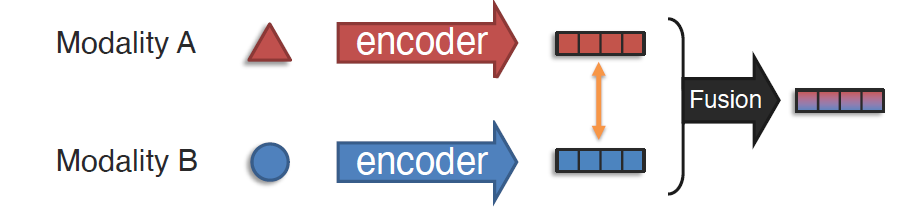 Modality A
encoder
Fusion
Modality B
encoder